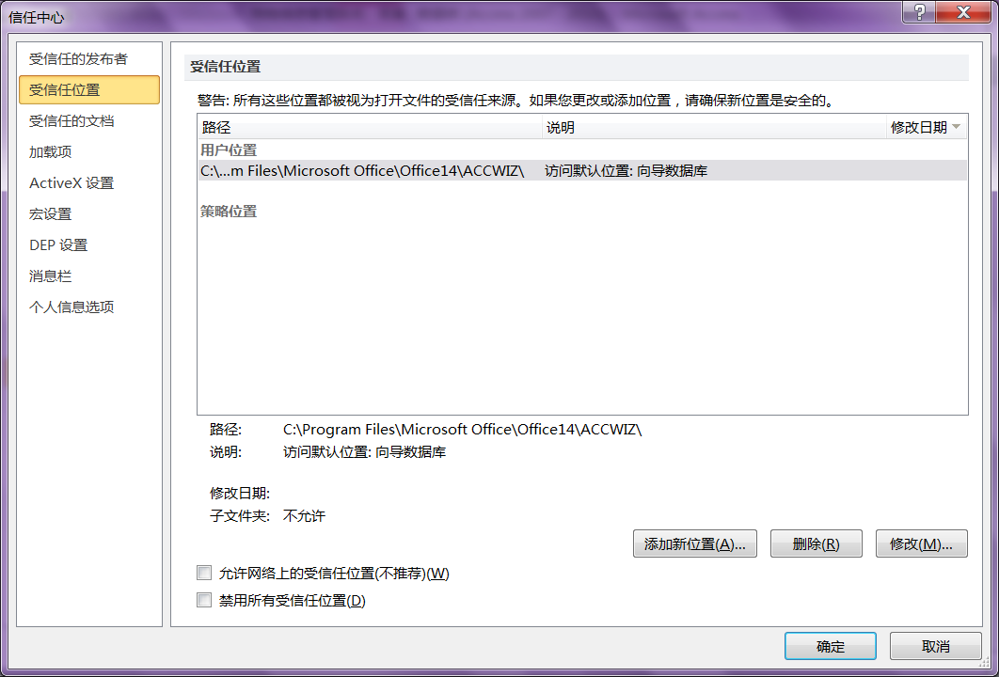 信任中心
受信任的发布者
受信任位置
受信任的文档
加载项
ActiveX 设置
宏设置
DEP 设置
消息栏
个人信息选项
受信任位置
警告: 所有这些位置都被视为打开文件的受信任来源。如果您更改或添加位置，请确保新位置是安全的。
路径 说明 修改日期
用户位置
C:\...m Files\Microsoft Office\Office14\ACCWIZ\ 访问默认位置: 向导数据库
策略位置
路径: C:\Program Files\Microsoft Office\Office14\ACCWIZ\
说明: 访问默认位置: 向导数据库
修改日期:
子文件夹: 不允许
添加新位置(A)... 删除(R) 修改(M)...
允许网络上的受信任位置(不推荐)(W)
禁用所有受信任位置(D)
确定 取消